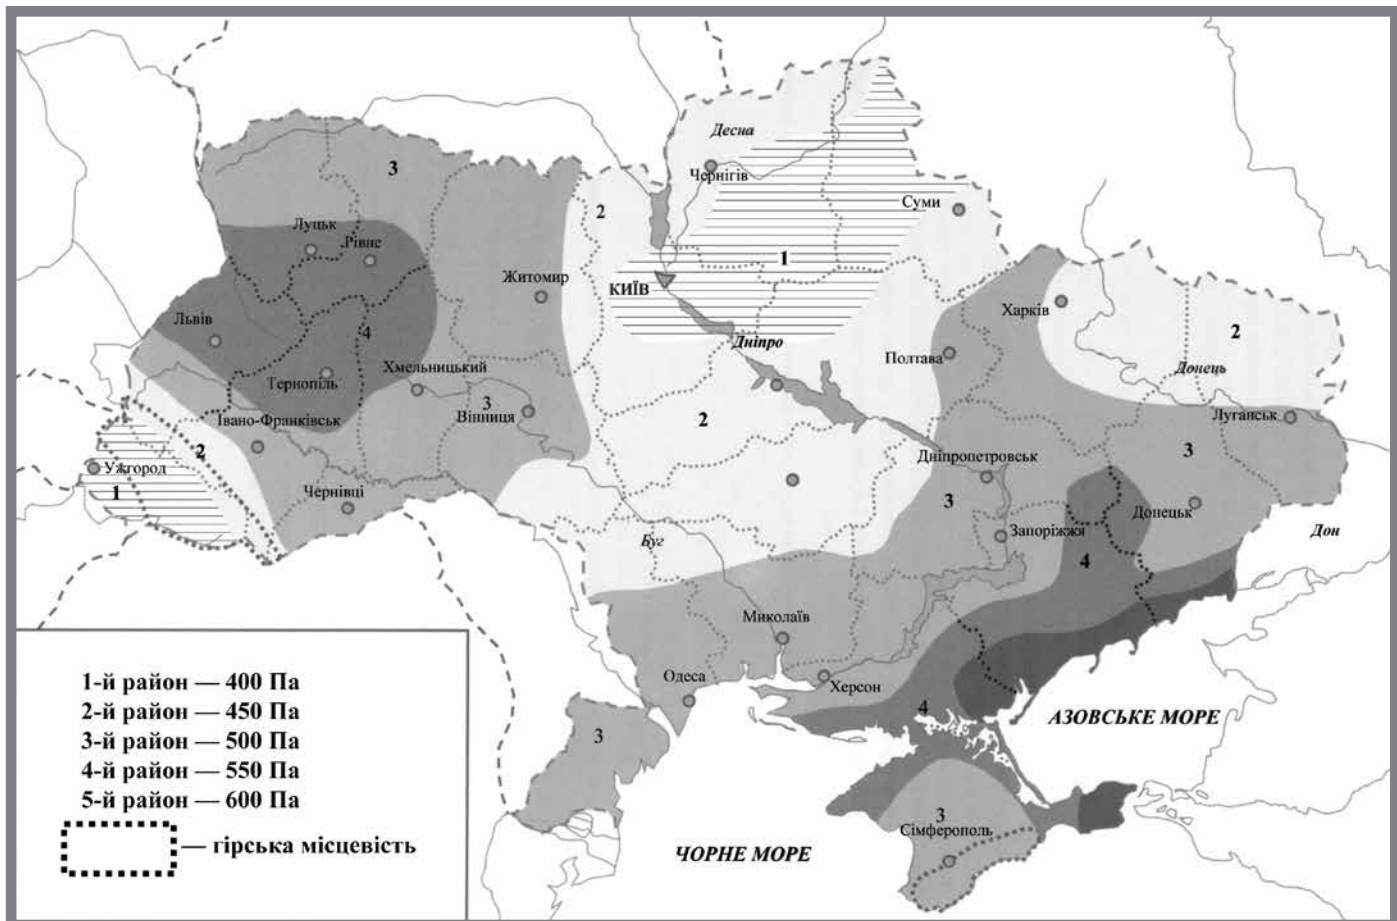 Десна
3
Чернігів
2
Суми
Луцьк
Рівне
1
Житомир
КИЇВ
Харків
Львів
4
Дніпро
2
Полтава
Донець
Тернопіль
Хмельницький
3
Вінниця
Івано-Франківськ
2
Луганськ
2
Ужгород
3
1
Дніпропетровськ
Чернівці
3
Донецьк
Запоріжжя
Дон
Буг
4
Миколаїв
Одеса
Херсон
4
АЗОВСЬКЕ МОРЕ
3
3
Сімферополь
ЧОРНЕ МОРЕ
1-й район — 400 Па
2-й район — 450 Па
3-й район — 500 Па
4-й район — 550 Па
5-й район — 600 Па
— гірська місцевість